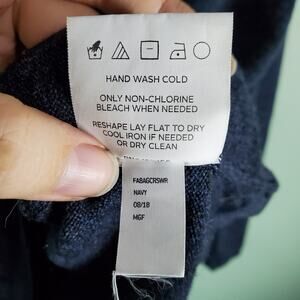 HAND WASH COLD
ONLY NON-CHLORINE
BLEACH WHEN NEEDED
RESHAPE LAY FLAT TO DRY
COOL IRON IF NEEDED
OR DRY CLEAN
FABAGCRSWR
NAVY
08/18
MGF